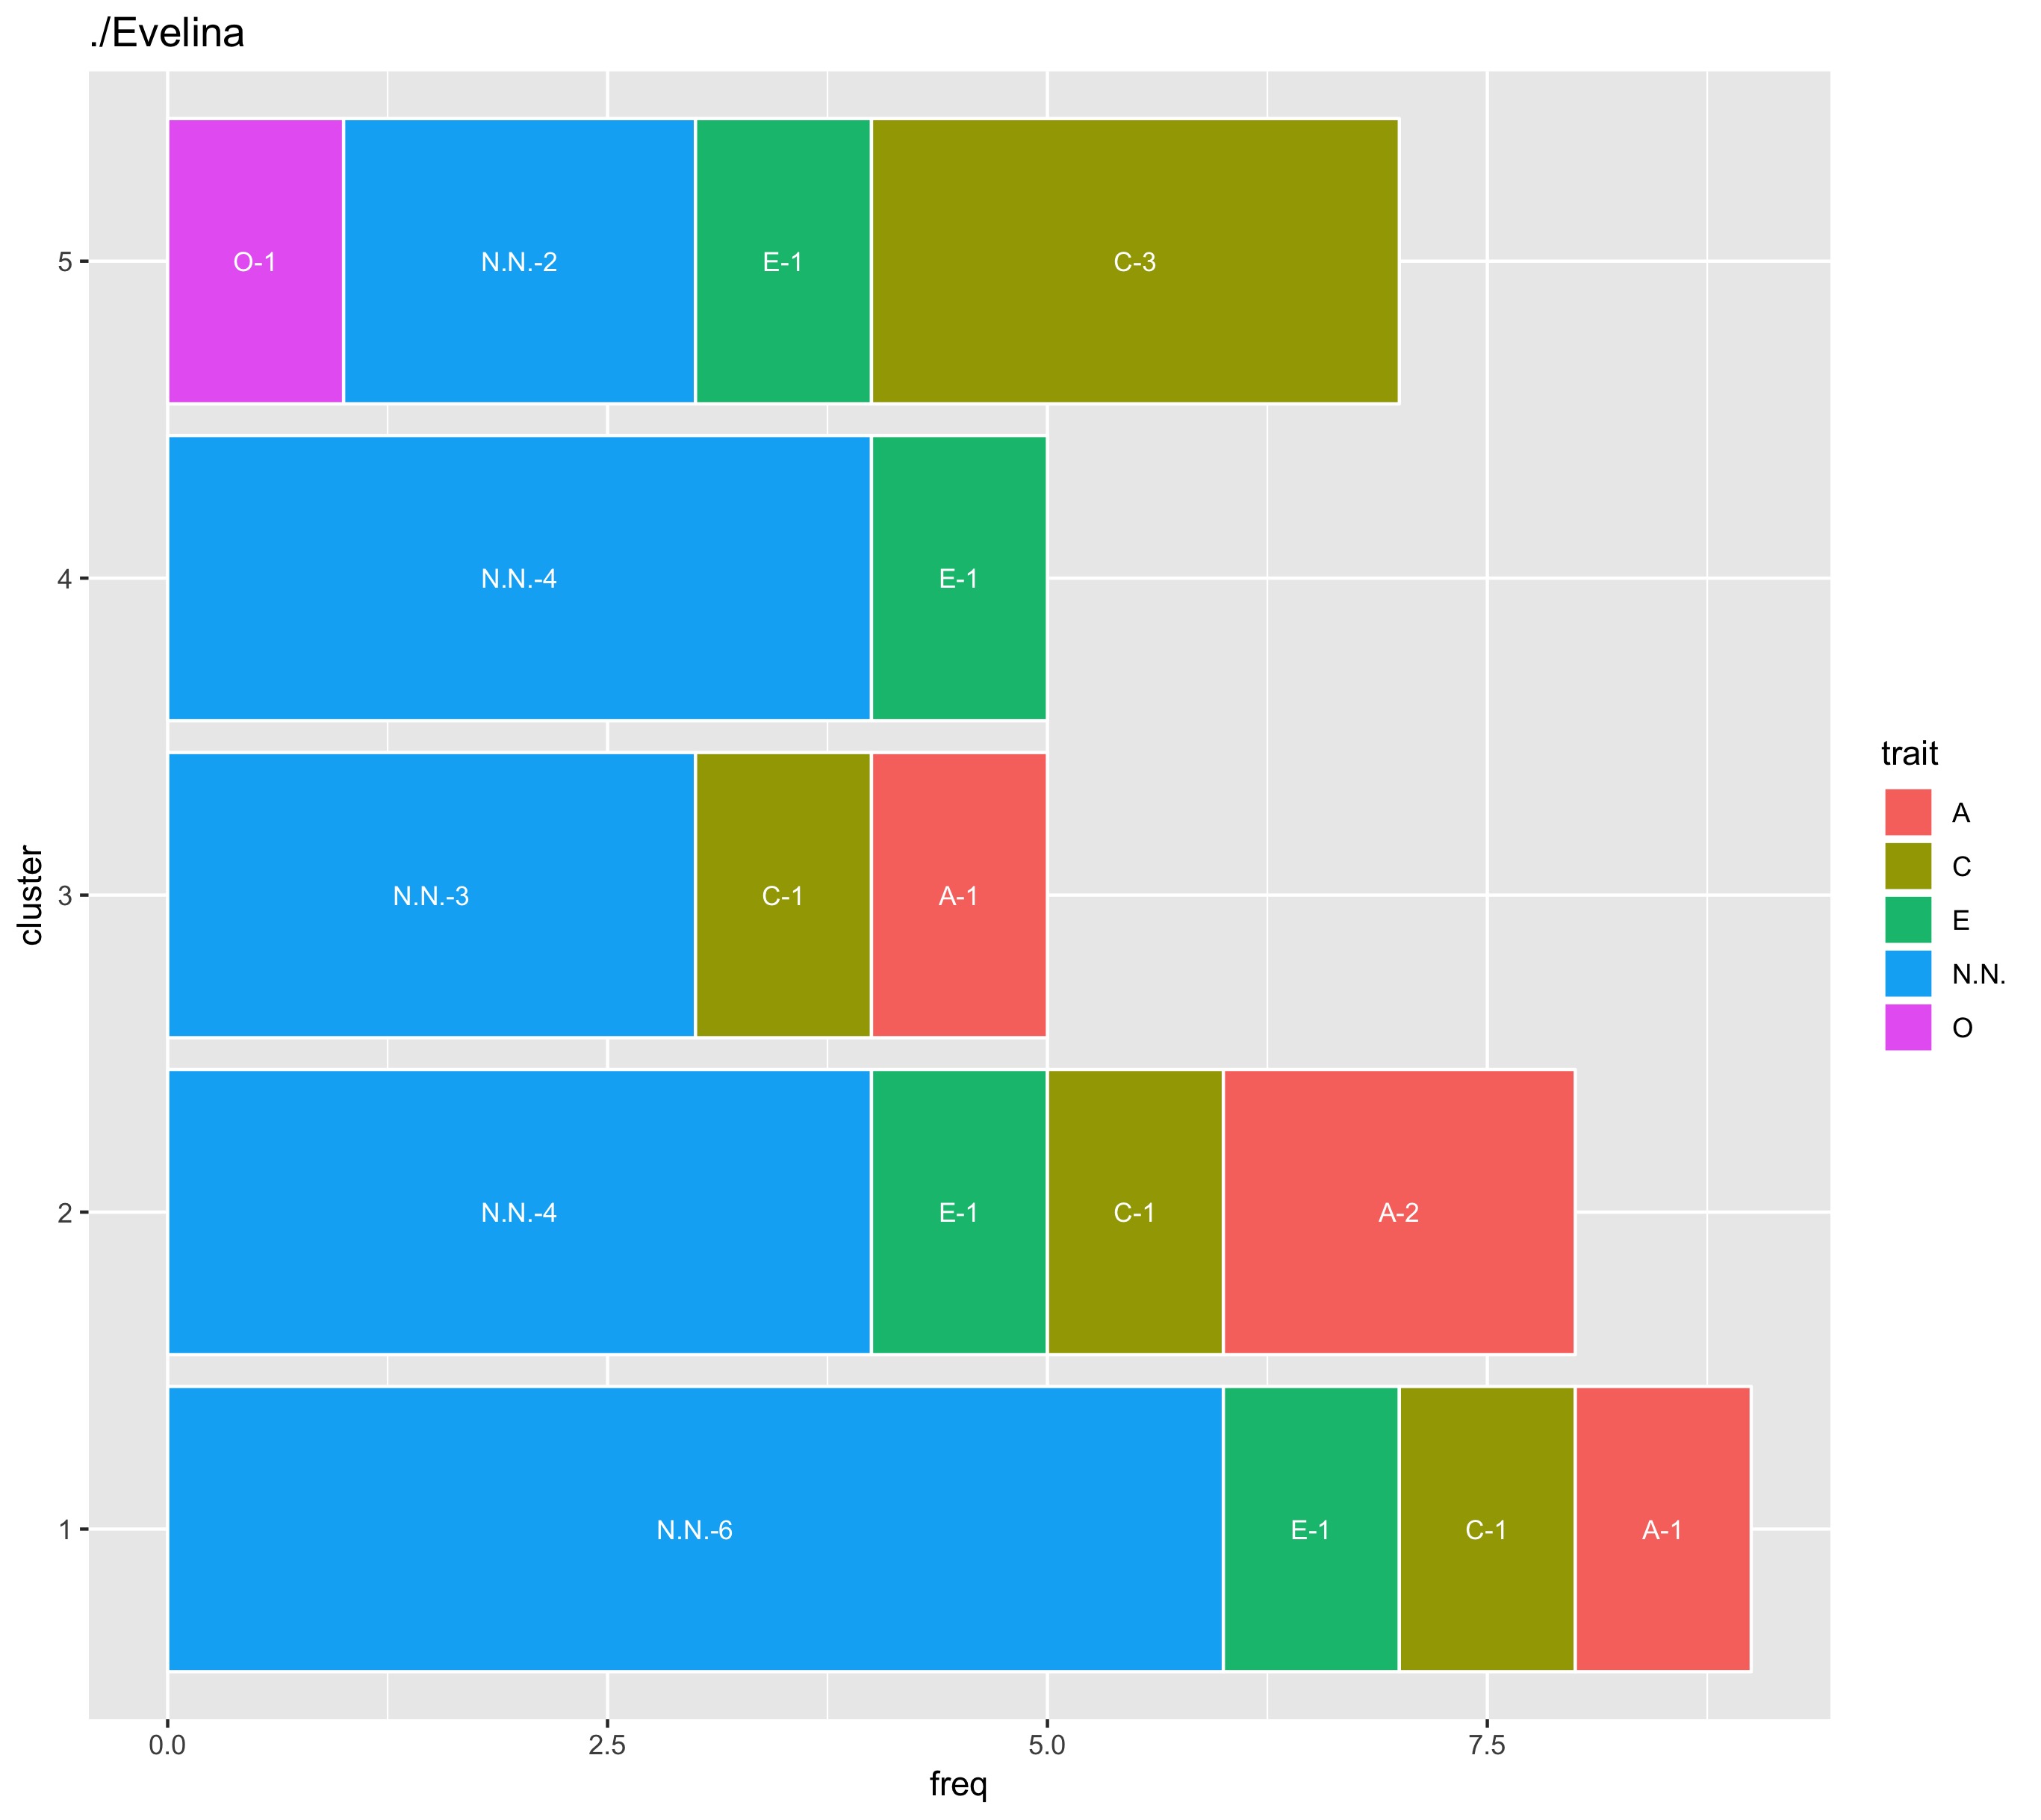 ./Evelina
5
O-1
N.N.-2
E-1
C-3
4
N.N.-4
E-1
3
N.N.-3
C-1
A-1
2
N.N.-4
E-1
C-1
A-2
1
N.N.-6
E-1
C-1
A-1
cluster
0.0
2.5
5.0
7.5
freq
trait
A
C
E
N.N.
O